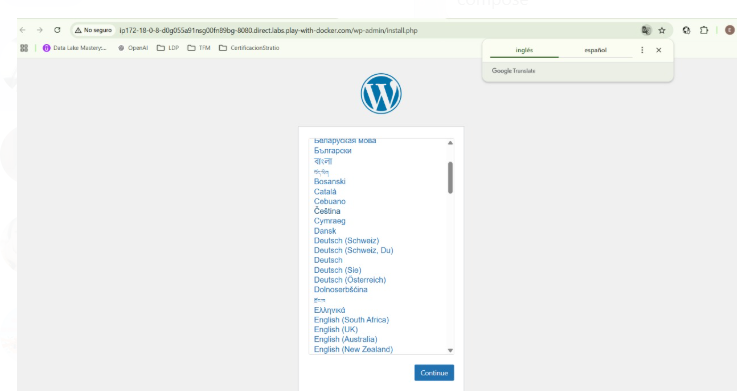 compose
No seguro ip172-18-0-8-d0g055a91nsg00fn89bg-8080.direct.labs.play-with-docker.com/wp-admin/install.php
Data Lake Mastery:... OpenAI LDP TFM CertificacionStratio
inglés español
Google Translate
Беларуская мова
Български
বাংলা
Bosanski
Català
Cebuano
Čeština
Cymraeg
Dansk
Deutsch (Schweiz)
Deutsch (Schweiz, Du)
Deutsch
Deutsch (Sie)
Deutsch (Österreich)
Dolnoserbšćina
Ελληνικά
English (South Africa)
English (UK)
English (Australia)
English (New Zealand)
Continue